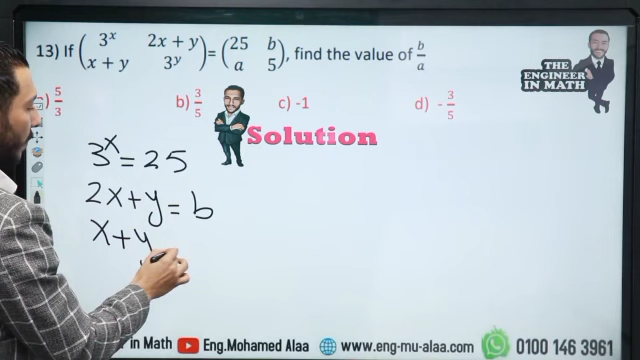 13) If ( 3^x 2x + y ) = ( 25 b ) , find the value of b/a
( x + y 3^y ) ( a 5 )
THE ENGINEER IN MATH
) 5/3 b) 3/5 c) -1 d) - 3/5
Solution
3^x = 25
2x + y = b
x + y
in Math Eng.Mohamed Alaa www.eng-mu-alaa.com 0100 146 3961